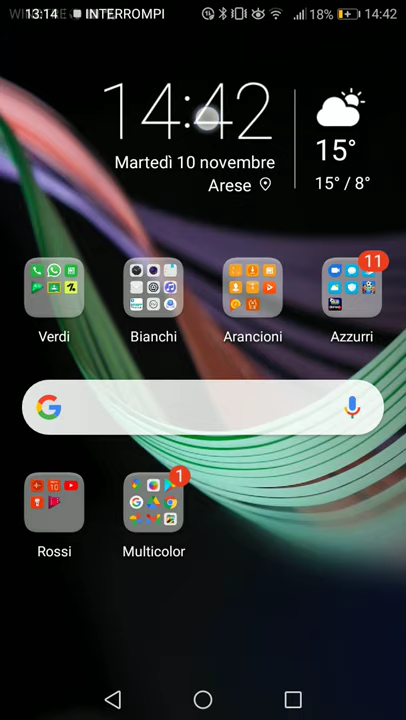 13:14 INTERROMPI 18% 14:42
14:42
Martedì 10 novembre
Arese
15°
15° / 8°
11
Verdi
Bianchi
Arancioni
Azzurri
1
Rossi
Multicolor